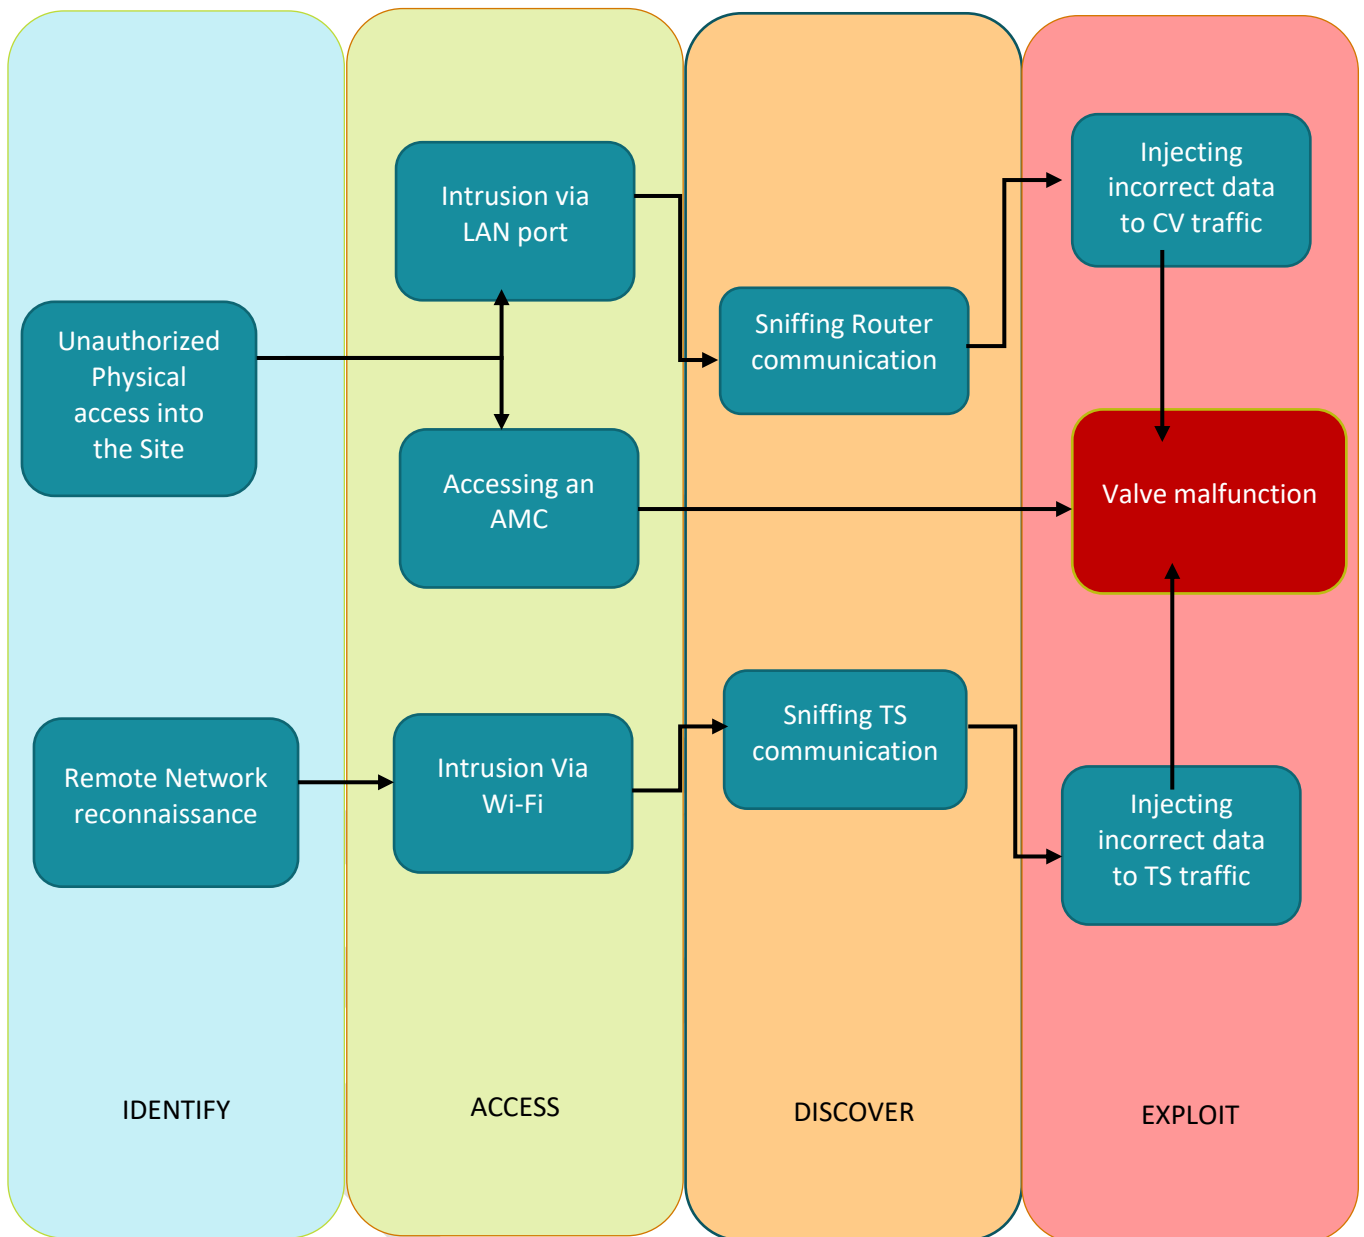 Unauthorized
Physical
access into
the Site
Remote Network
reconnaissance
IDENTIFY
Intrusion via
LAN port
Accessing an
AMC
Intrusion Via
Wi-Fi
ACCESS
Sniffing Router
communication
Sniffing TS
communication
DISCOVER
Injecting
incorrect data
to CV traffic
Valve malfunction
Injecting
incorrect data
to TS traffic
EXPLOIT